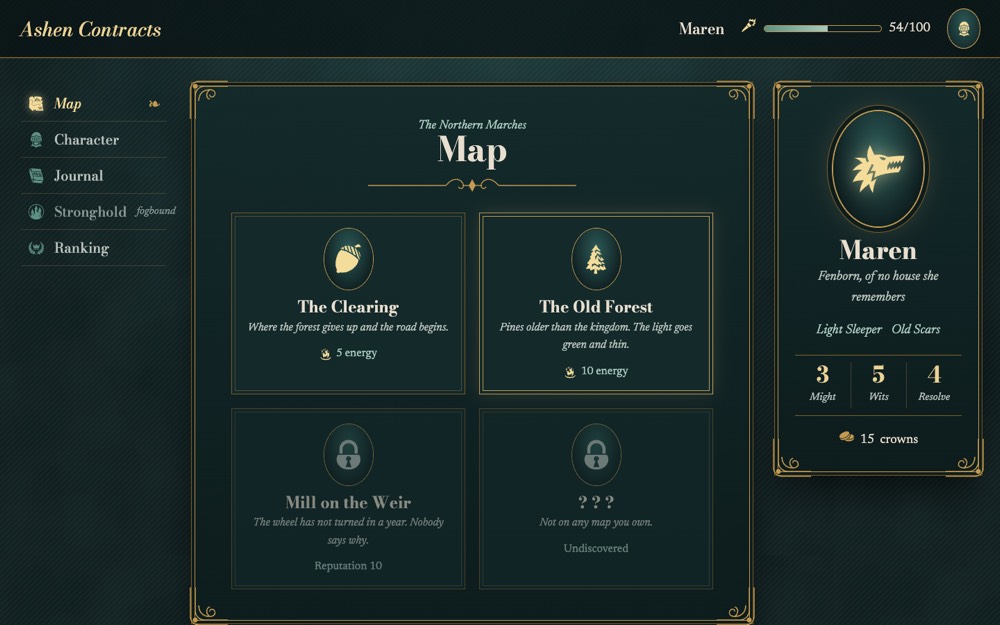 Ashen Contracts
Maren
54/100
Map
Character
Journal
Stronghold fogbound
Ranking
The Northern Marches
Map
The Clearing
Where the forest gives up and the road begins.
5 energy
The Old Forest
Pines older than the kingdom. The light goes
green and thin.
10 energy
Mill on the Weir
The wheel has not turned in a year. Nobody
says why.
Reputation 10
? ? ?
Not on any map you own.
Undiscovered
Maren
Fenborn, of no house she
remembers
Light Sleeper Old Scars
3 5 4
Might Wits Resolve
15 crowns